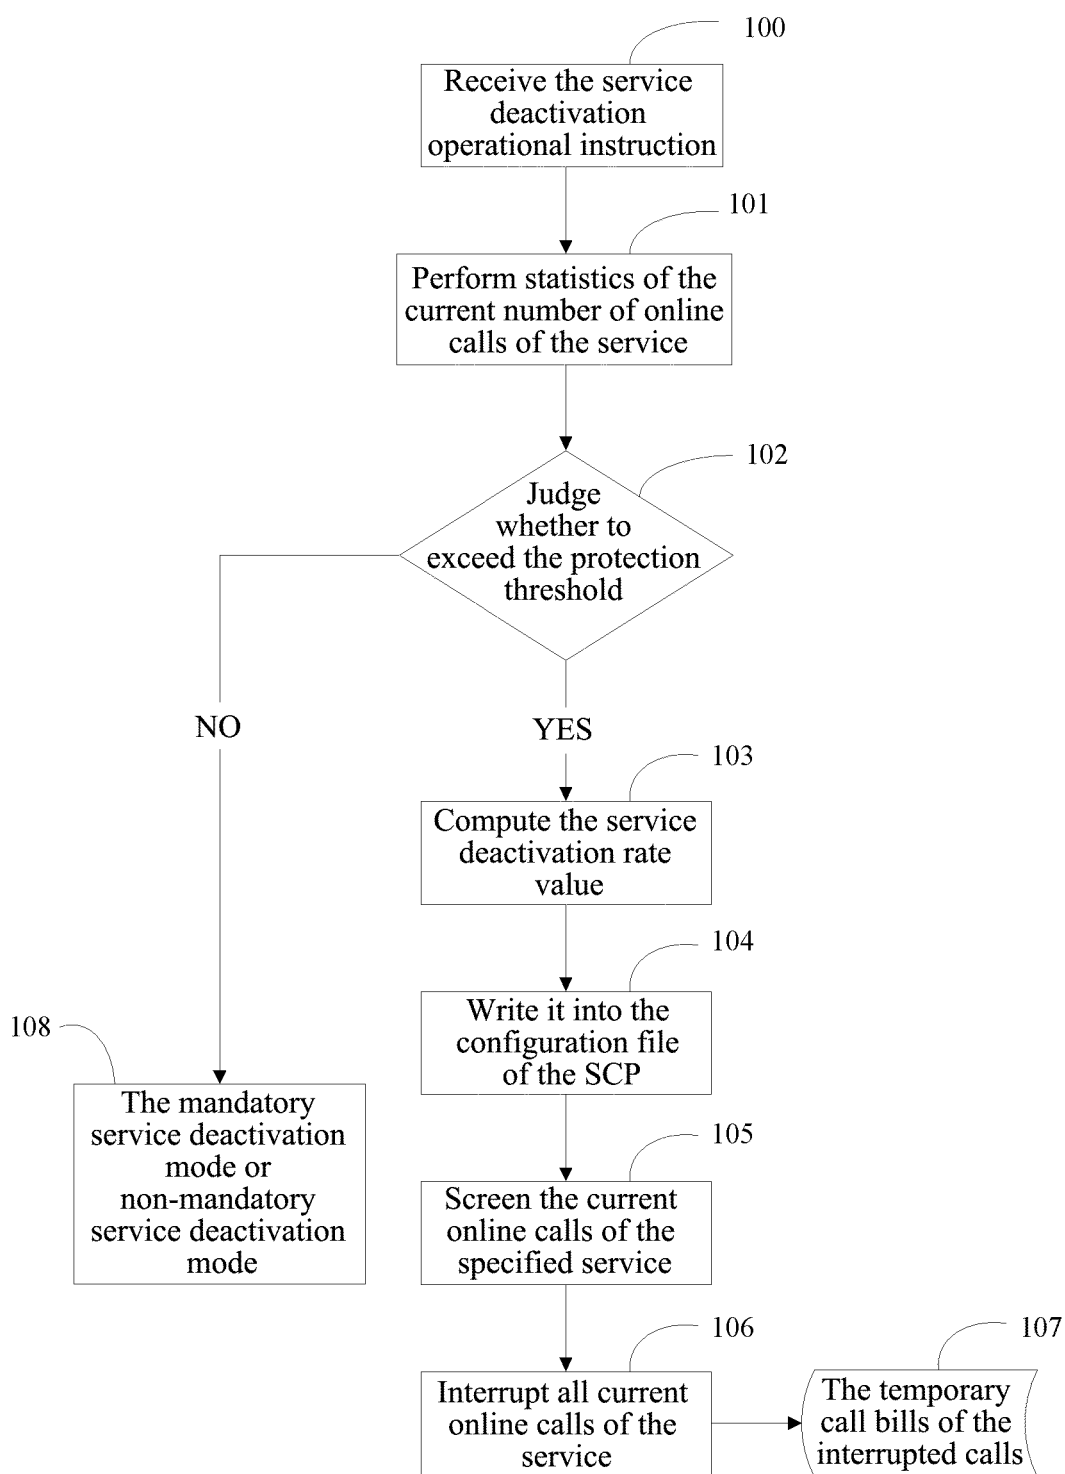 100
Receive the service
deactivation
operational instruction
101
Perform statistics of the
current number of online
calls of the service
102
Judge
whether to
exceed the protection
threshold
NO
YES
103
Compute the service
deactivation rate
value
104
Write it into the
configuration file
of the SCP
108
The mandatory
service deactivation
mode or
non-mandatory
service deactivation
mode
105
Screen the current
online calls of the
specified service
106
Interrupt all current
online calls of the
service
107
The temporary
call bills of the
interrupted calls